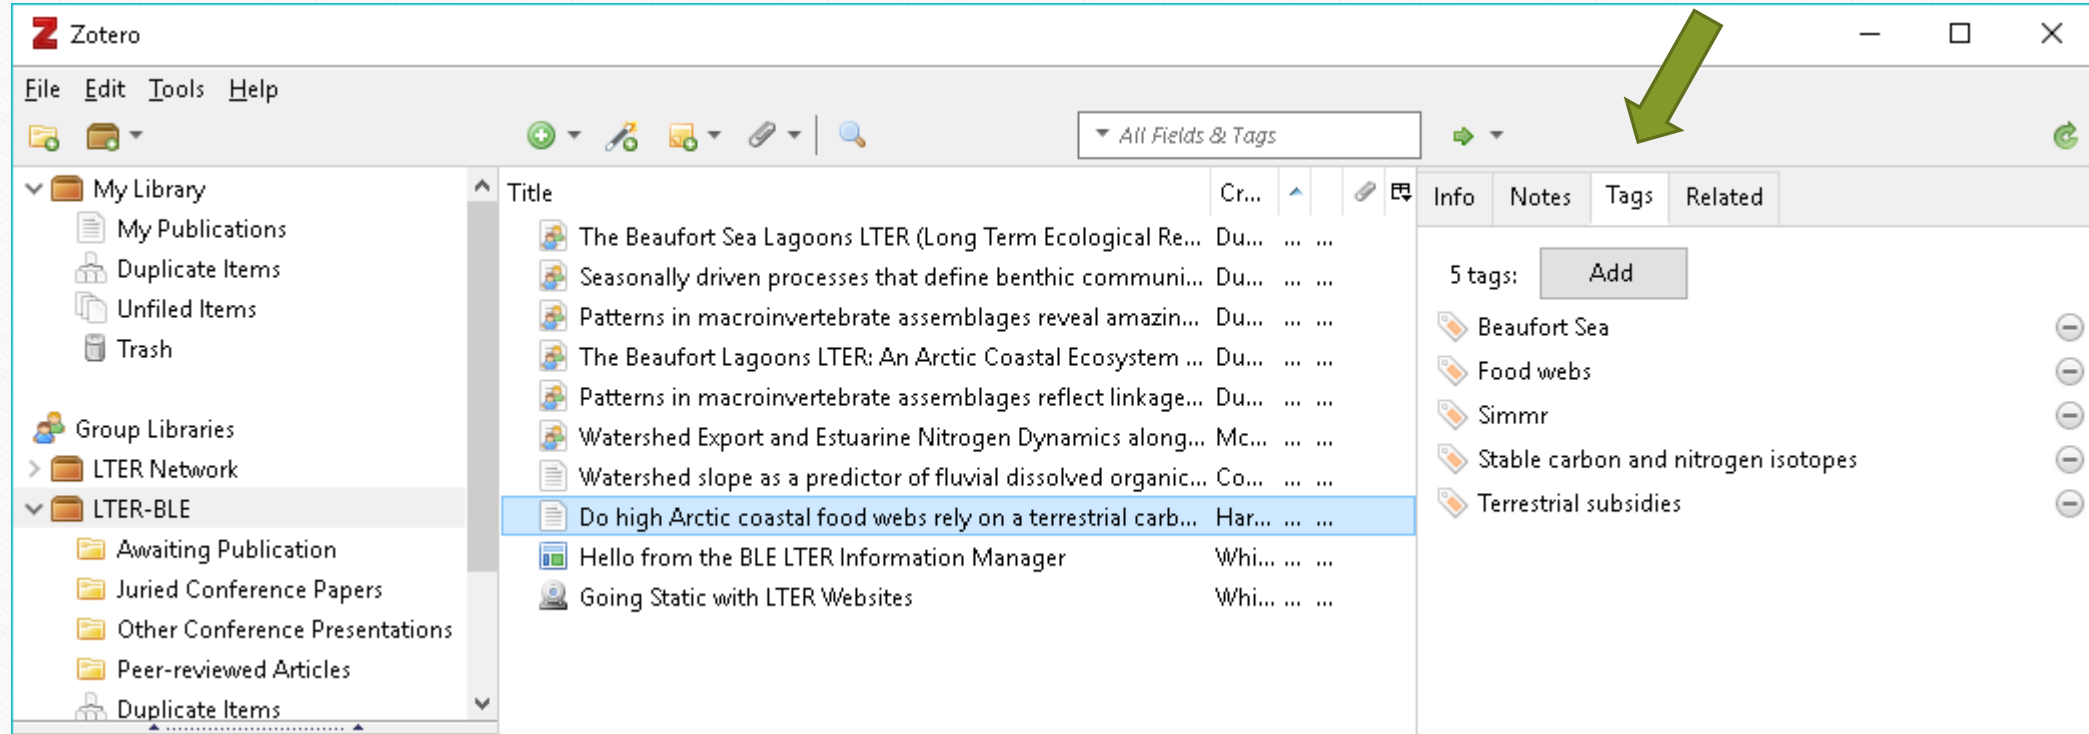 Zotero
File Edit Tools Help
All Fields & Tags
My Library
My Publications
Duplicate Items
Unfiled Items
Trash
Group Libraries
LTER Network
LTER-BLE
Awaiting Publication
Juried Conference Papers
Other Conference Presentations
Peer-reviewed Articles
Duplicate Items
Title Cr...
The Beaufort Sea Lagoons LTER (Long Term Ecological Re... Du... ... ...
Seasonally driven processes that define benthic communi... Du... ... ...
Patterns in macroinvertebrate assemblages reveal amazin... Du... ... ...
The Beaufort Lagoons LTER: An Arctic Coastal Ecosystem ... Du... ... ...
Patterns in macroinvertebrate assemblages reflect linkage... Du... ... ...
Watershed Export and Estuarine Nitrogen Dynamics along... Mc... ... ...
Watershed slope as a predictor of fluvial dissolved organic... Co... ... ...
Do high Arctic coastal food webs rely on a terrestrial carb... Har... ... ...
Hello from the BLE LTER Information Manager Whi... ... ...
Going Static with LTER Websites Whi... ... ...
Info Notes Tags Related
5 tags: Add
Beaufort Sea
Food webs
Simmr
Stable carbon and nitrogen isotopes
Terrestrial subsidies